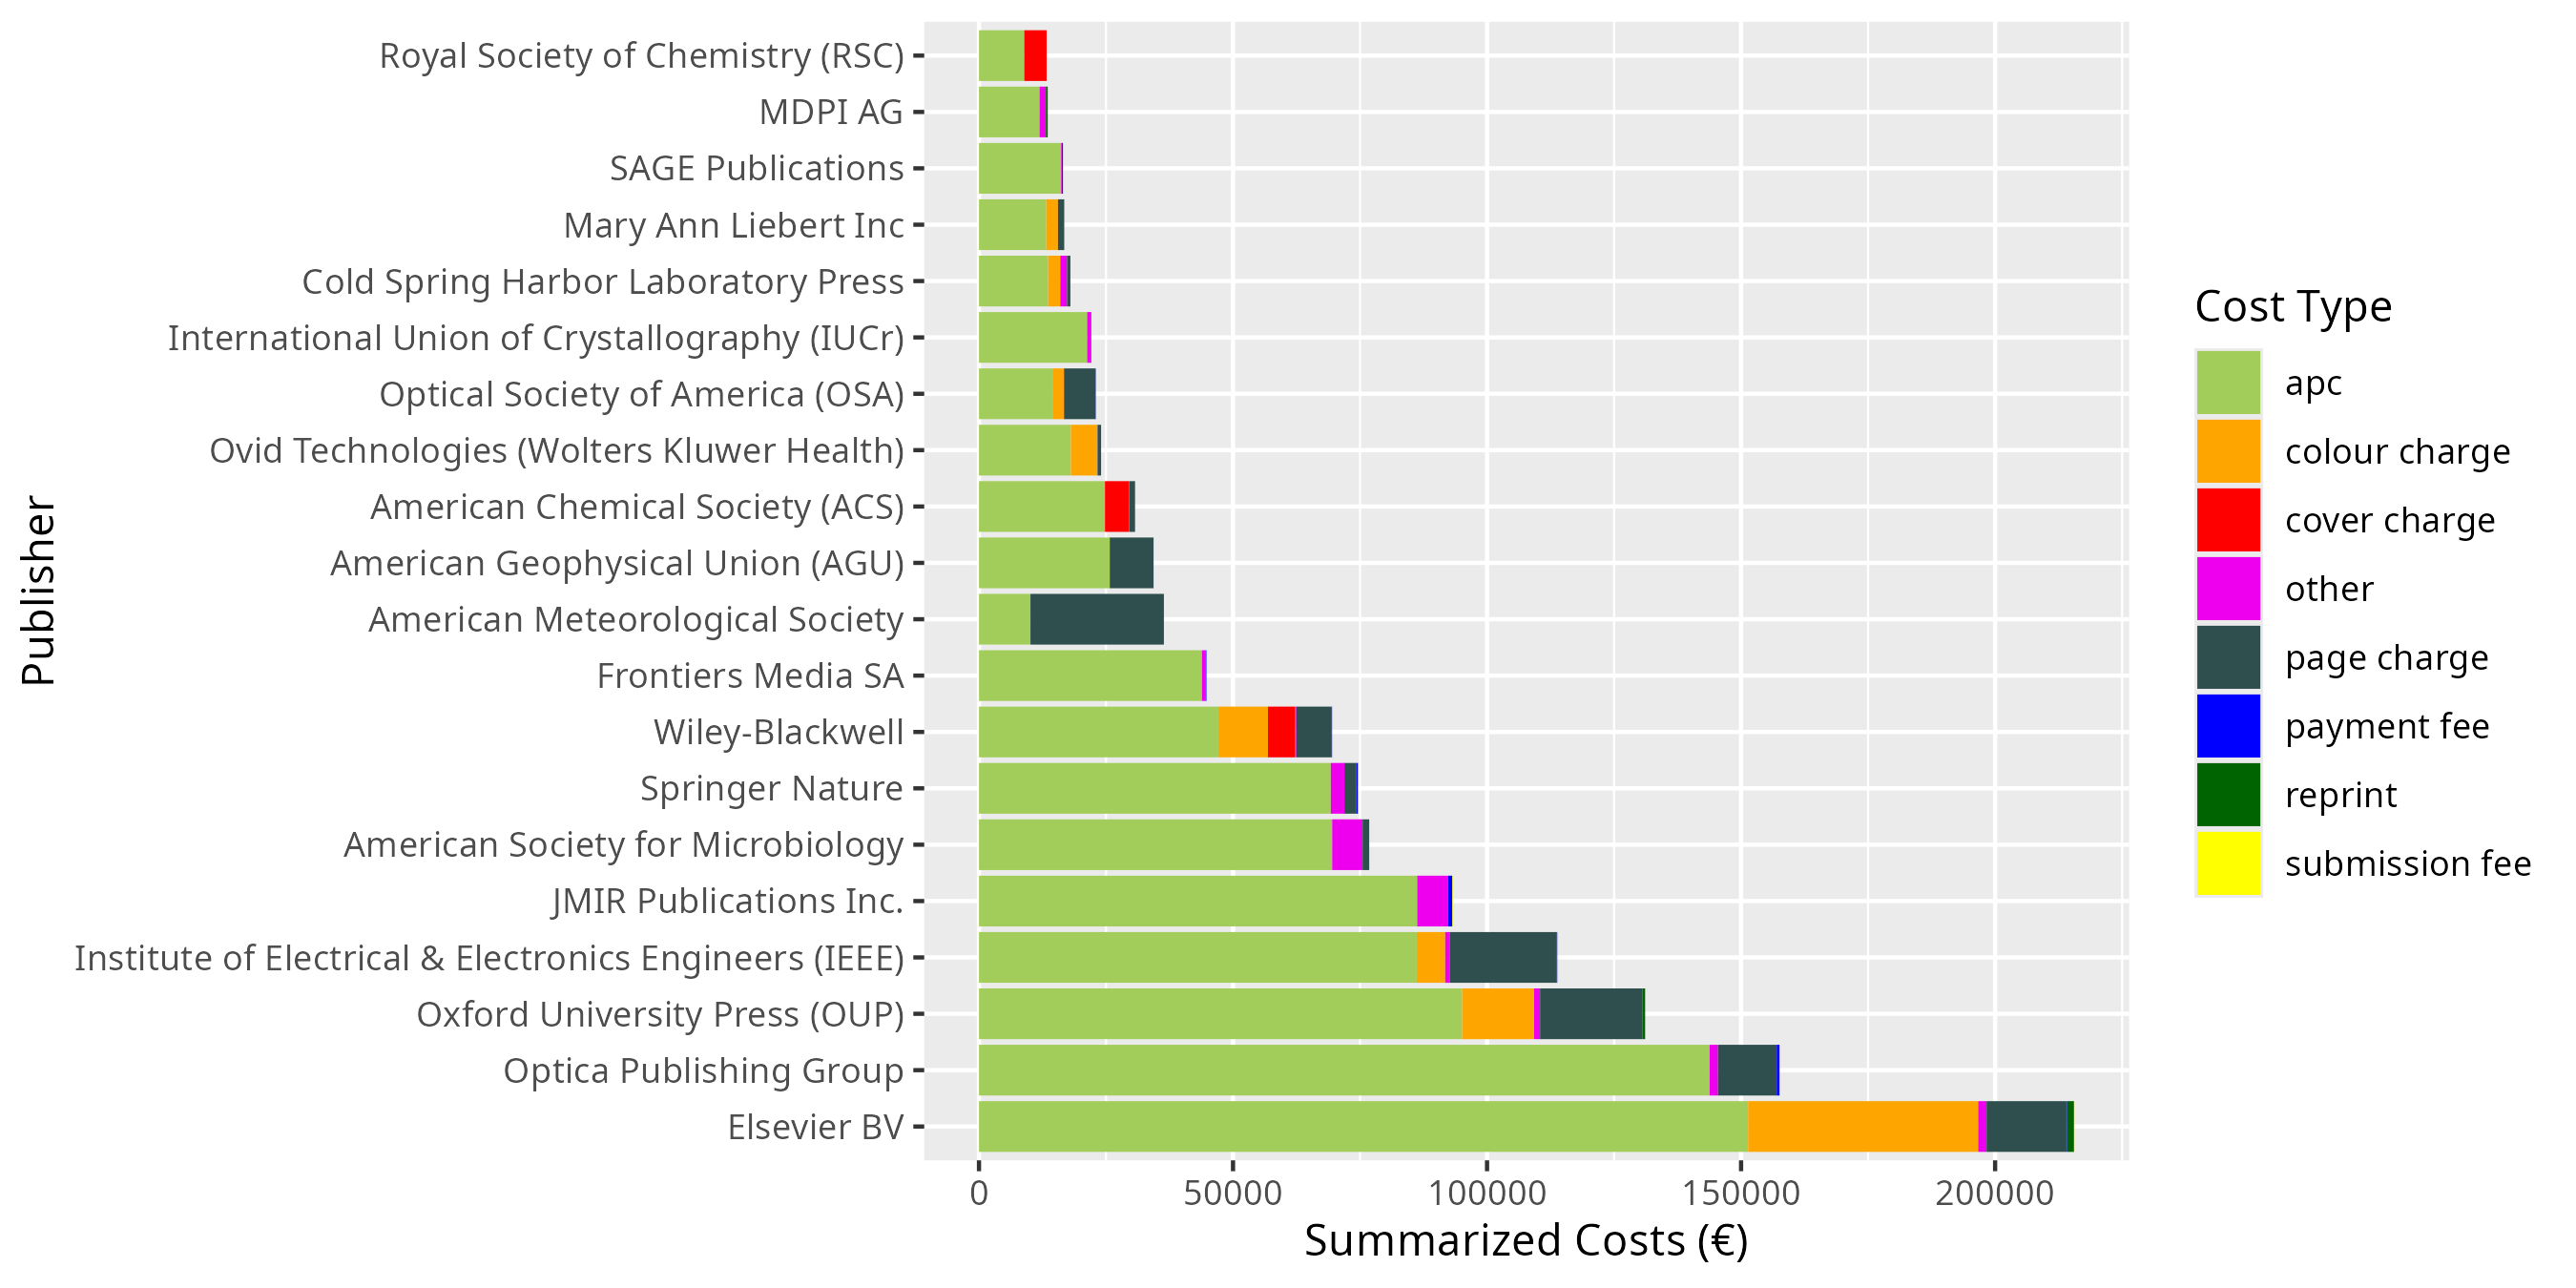 Publisher
Royal Society of Chemistry (RSC)
MDPI AG
SAGE Publications
Mary Ann Liebert Inc
Cold Spring Harbor Laboratory Press
International Union of Crystallography (IUCr)
Optical Society of America (OSA)
Ovid Technologies (Wolters Kluwer Health)
American Chemical Society (ACS)
American Geophysical Union (AGU)
American Meteorological Society
Frontiers Media SA
Wiley-Blackwell
Springer Nature
American Society for Microbiology
JMIR Publications Inc.
Institute of Electrical & Electronics Engineers (IEEE)
Oxford University Press (OUP)
Optica Publishing Group
Elsevier BV
0 50000 100000 150000 200000
Summarized Costs (€)
Cost Type
apc
colour charge
cover charge
other
page charge
payment fee
reprint
submission fee